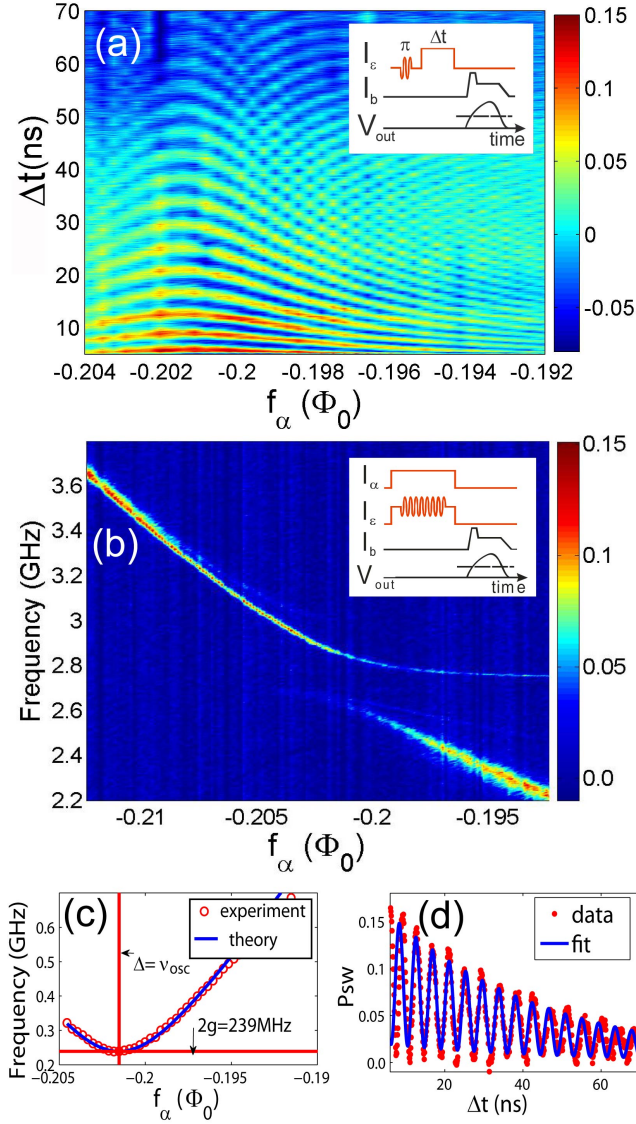 (a)
Δt(ns)
70
60
50
40
30
20
10
-0.204 -0.202 -0.2 -0.198 -0.196 -0.194 -0.192
f_α (Φ_0)
0.15
0.1
0.05
0
-0.05
π Δt
I_ε
I_b
V_out
time
(b)
Frequency (GHz)
3.6
3.4
3.2
3
2.8
2.6
2.4
2.2
-0.21 -0.205 -0.2 -0.195
f_α (Φ_0)
0.15
0.10
0.05
0.0
I_α
I_ε
I_b
V_out
time
(c)
Frequency (GHz)
0.6
0.5
0.4
0.3
0.2
−0.205 −0.2 −0.195 −0.19
f_α (Φ_0)
experiment
theory
Δ= ν_osc
2g=239MHz
(d)
Psw
0.15
0.10
0.05
0.0
20 40 60
Δt (ns)
data
fit